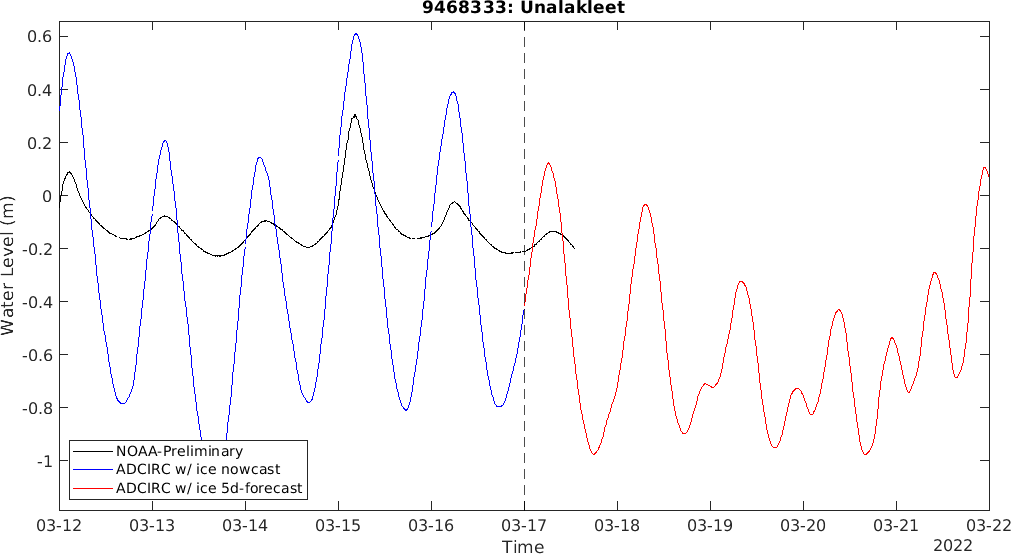 9468333: Unalakleet
0.6
0.4
0.2
0
-0.2
-0.4
-0.6
-0.8
-1
Water Level (m)
NOAA-Preliminary
ADCIRC w/ ice nowcast
ADCIRC w/ ice 5d-forecast
03-12 03-13 03-14 03-15 03-16 03-17 03-18 03-19 03-20 03-21 03-22
Time
2022